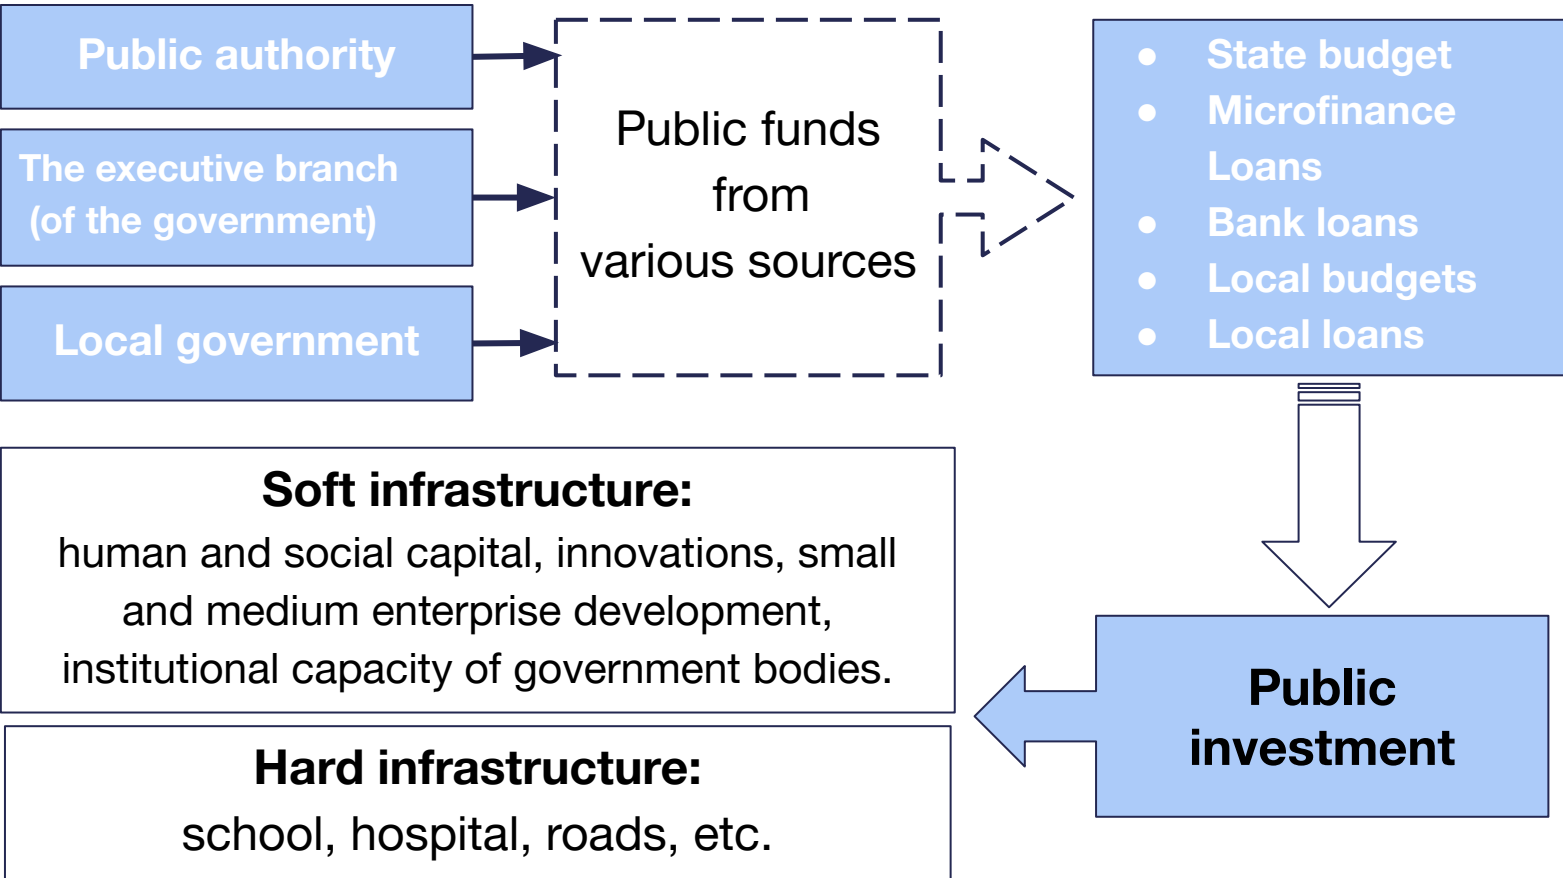 Public authority
The executive branch
(of the government)
Local government
Public funds
from
various sources
● State budget
● Microfinance
Loans
● Bank loans
● Local budgets
● Local loans
Public
investment
Soft infrastructure:
human and social capital, innovations, small
and medium enterprise development,
institutional capacity of government bodies.
Hard infrastructure:
school, hospital, roads, etc.